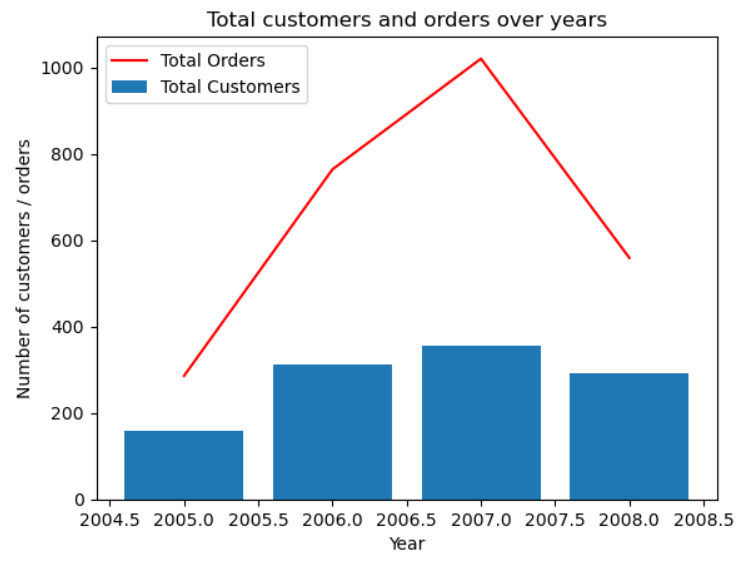 Total customers and orders over years
Total Orders
Total Customers
Number of customers / orders
1000
800
600
400
200
0
2004.5 2005.0 2005.5 2006.0 2006.5 2007.0 2007.5 2008.0 2008.5
Year